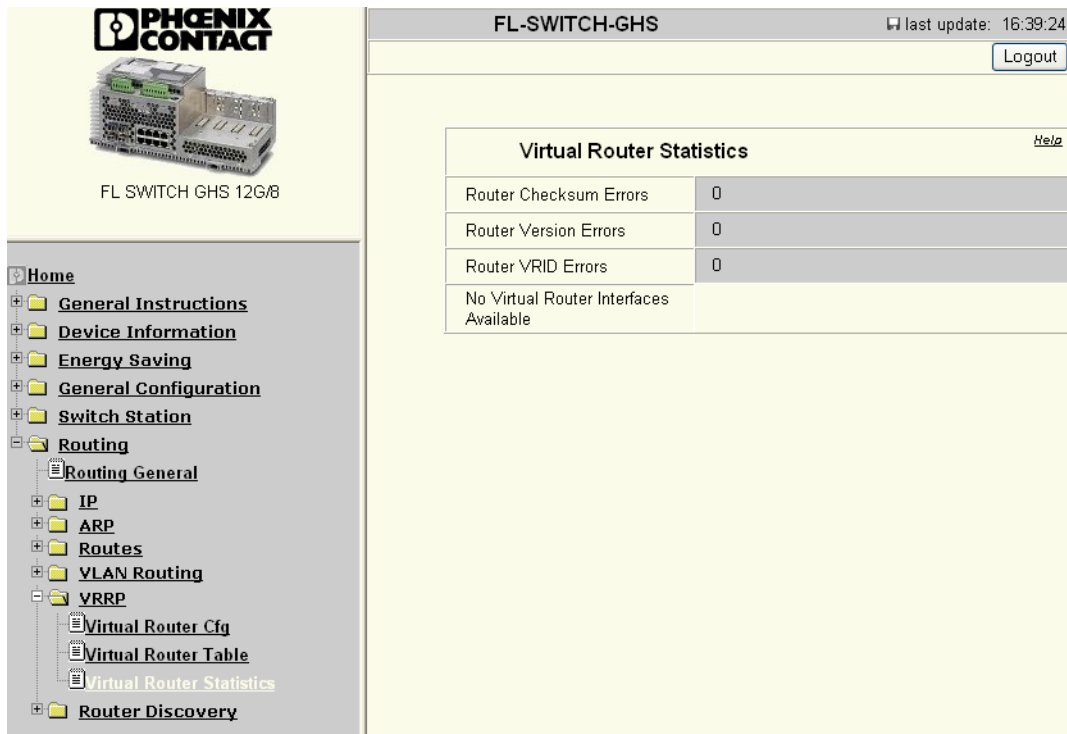 PHŒNIX
CONTACT
FL SWITCH GHS 12G/8
Home
General Instructions
Device Information
Energy Saving
General Configuration
Switch Station
Routing
Routing General
IP
ARP
Routes
VLAN Routing
VRRP
Virtual Router Cfg
Virtual Router Table
Virtual Router Statistics
Router Discovery
FL-SWITCH-GHS
last update: 16:39:24
Logout
Virtual Router Statistics
Help
Router Checksum Errors 0
Router Version Errors 0
Router VRID Errors 0
No Virtual Router Interfaces
Available